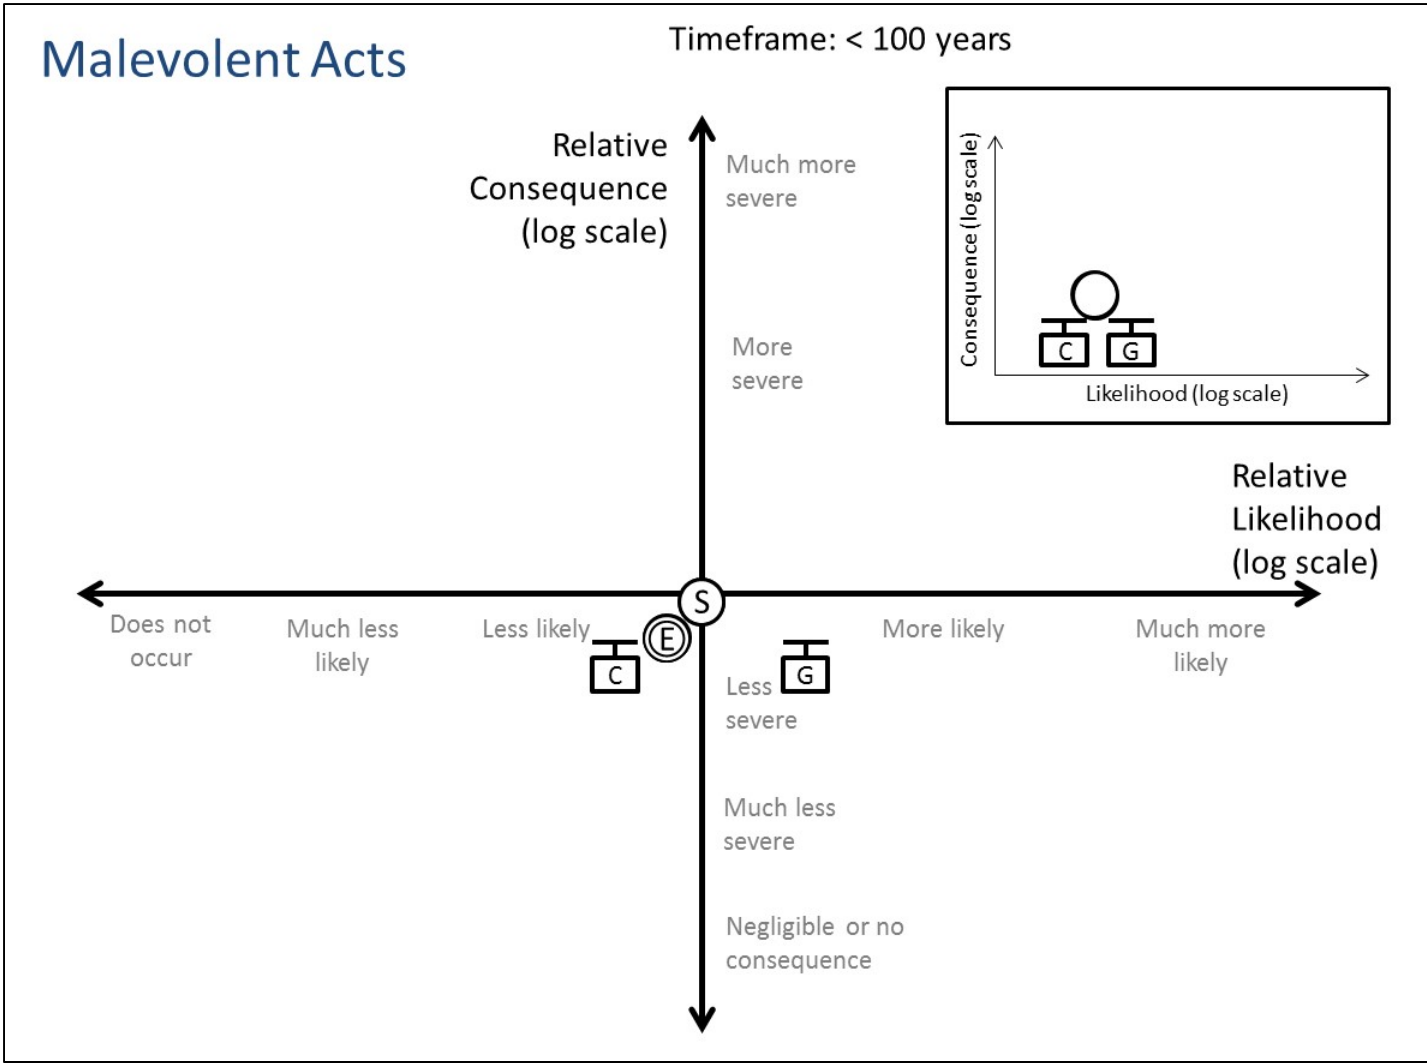 Malevolent Acts
Timeframe: < 100 years
Relative
Consequence
(log scale)
Much more
severe
More
severe
Consequence (log scale)
C
G
Likelihood (log scale)
Relative
Likelihood
(log scale)
S
Does not
occur
Much less
likely
Less likely
E
C
G
More likely
Much more
likely
Less
severe
Much less
severe
Negligible or no
consequence